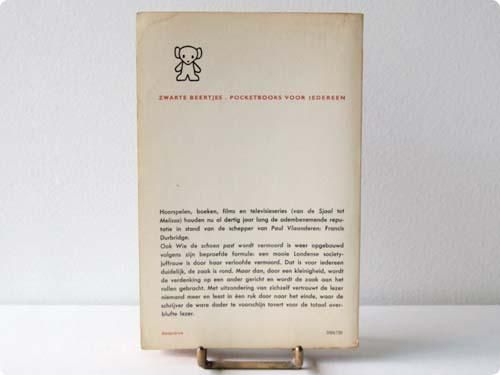 ZWARTE BEERTJES . POCKETBOOKS VOOR IEDEREEN
Hoorspelen, boeken, films en televisieseries (van de Sjaal tot
Melissa) houden nu al dertig jaar lang de adembenemende repu-
tatie in stand van de schepper van Paul Vlaanderen: Francis
Durbridge.
Ook Wie de schoen past wordt vermoord is weer opgebouwd
volgens zijn beproefde formule: een mooie Londense society-
juffrouw is door haar verloofde vermoord. Dat is voor iedereen
duidelijk, de zaak is rond. Maar dan, door een kleinigheid, wordt
de verdenking op een ander gericht en wordt de zaak aan het
rollen gebracht. Met uitzondering van zichzelf vertrouwt de lezer
niemand meer en leest in één ruk door naar het einde, waar de
schrijver de ware dader te voorschijn tovert voor de totaal over-
blufte lezer.